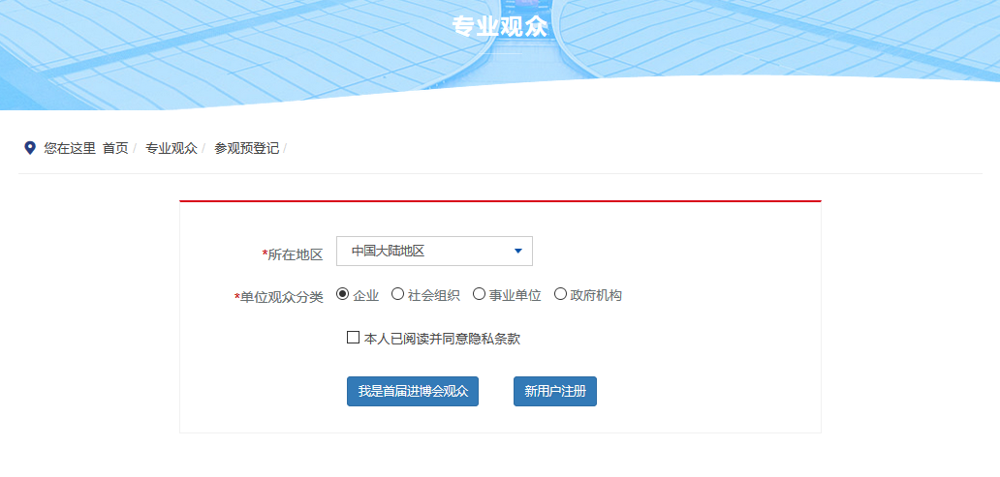 专业观众
您在这里 首页 / 专业观众 / 参观预登记 /
*所在地区 中国大陆地区
*单位观众分类 企业 社会组织 事业单位 政府机构
本人已阅读并同意隐私条款
我是首届进博会观众 新用户注册